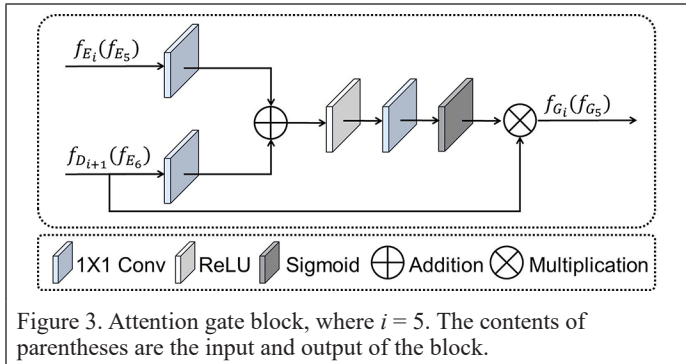 f_{E_i}(f_{E_5})
f_{G_i}(f_{G_5})
f_{D_{i+1}}(f_{E_6})
1X1 Conv ReLU Sigmoid Addition Multiplication
Figure 3. Attention gate block, where i = 5. The contents of
parentheses are the input and output of the block.